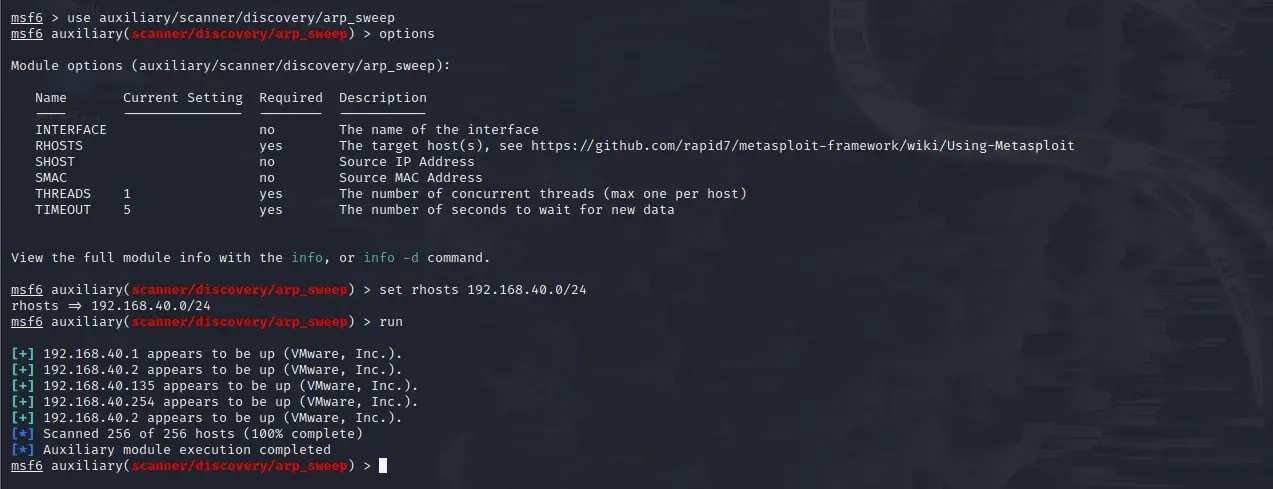 msf6 > use auxiliary/scanner/discovery/arp_sweep
msf6 auxiliary(scanner/discovery/arp_sweep) > options
Module options (auxiliary/scanner/discovery/arp_sweep):
Name Current Setting Required Description
---- --------------- -------- -----------
INTERFACE no The name of the interface
RHOSTS yes The target host(s), see https://github.com/rapid7/metasploit-framework/wiki/Using-Metasploit
SHOST no Source IP Address
SMAC no Source MAC Address
THREADS 1 yes The number of concurrent threads (max one per host)
TIMEOUT 5 yes The number of seconds to wait for new data
View the full module info with the info, or info -d command.
msf6 auxiliary(scanner/discovery/arp_sweep) > set rhosts 192.168.40.0/24
rhosts => 192.168.40.0/24
msf6 auxiliary(scanner/discovery/arp_sweep) > run
[+] 192.168.40.1 appears to be up (VMware, Inc.).
[+] 192.168.40.2 appears to be up (VMware, Inc.).
[+] 192.168.40.135 appears to be up (VMware, Inc.).
[+] 192.168.40.254 appears to be up (VMware, Inc.).
[+] 192.168.40.2 appears to be up (VMware, Inc.).
[*] Scanned 256 of 256 hosts (100% complete)
[*] Auxiliary module execution completed
msf6 auxiliary(scanner/discovery/arp_sweep) >